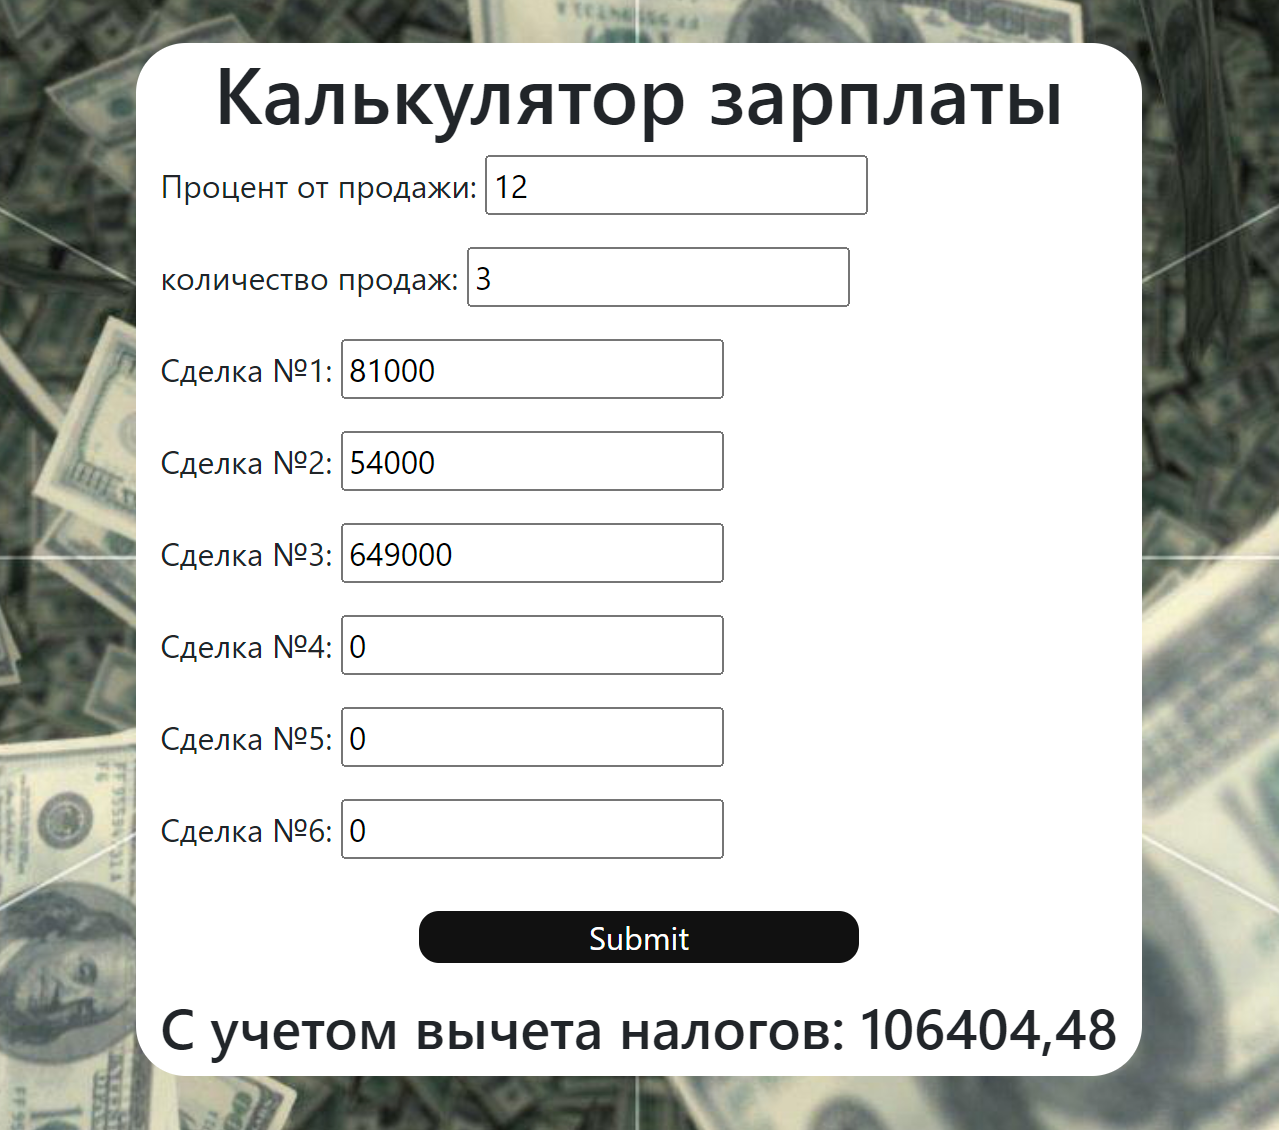 Калькулятор зарплаты
Процент от продажи: 12
количество продаж: 3
Сделка №1: 81000
Сделка №2: 54000
Сделка №3: 649000
Сделка №4: 0
Сделка №5: 0
Сделка №6: 0
Submit
С учетом вычета налогов: 106404,48